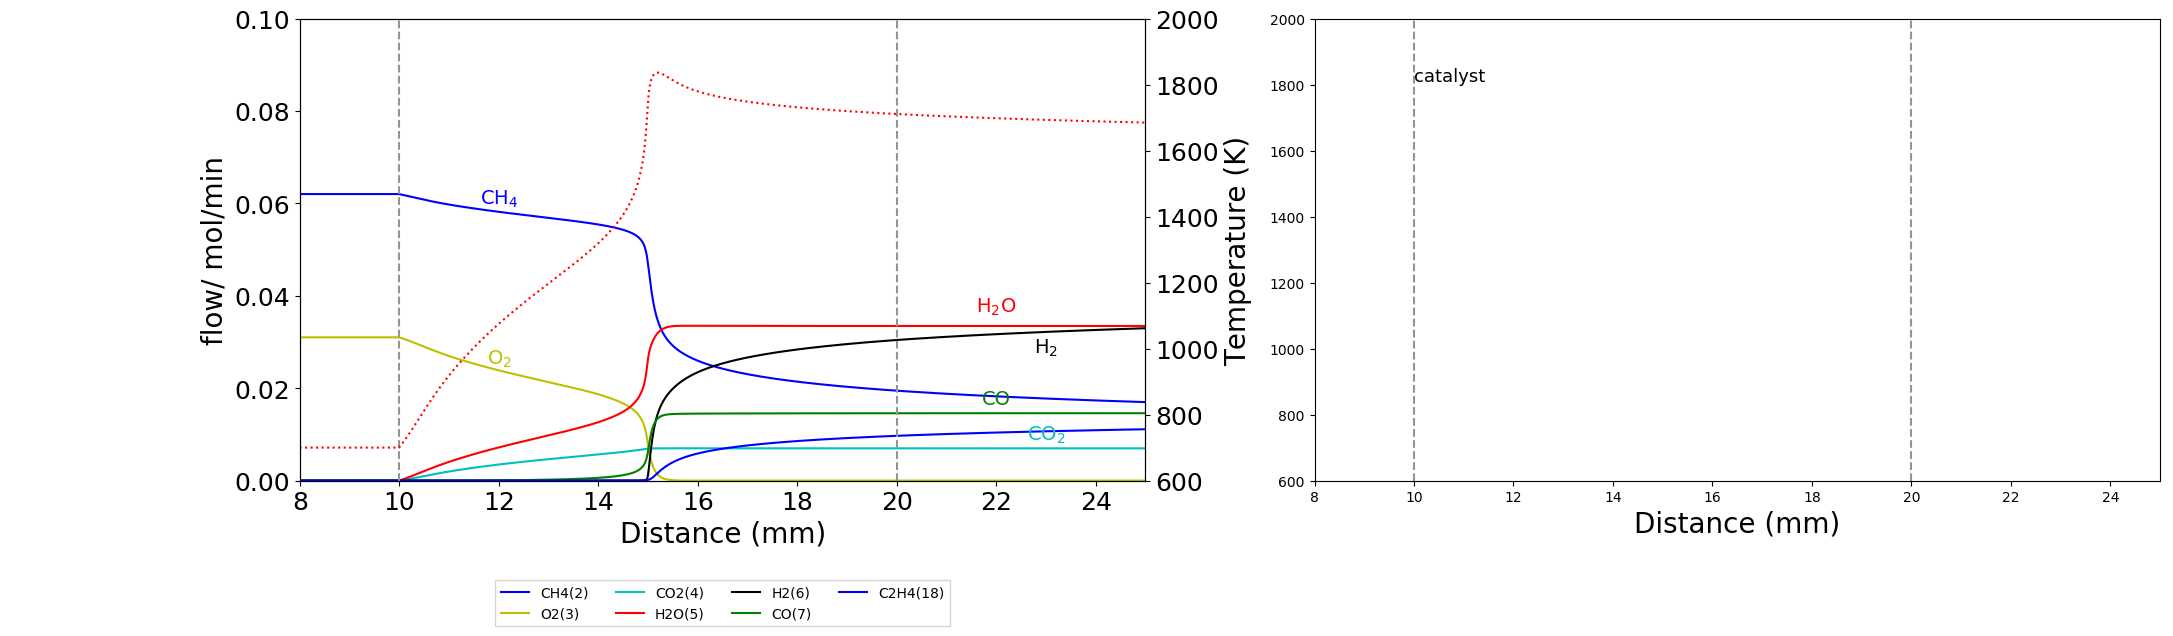 0.10
0.08
0.06
0.04
0.02
0.00
flow/ mol/min
8 10 12 14 16 18 20 22 24
Distance (mm)
CH4
O2
H2O
H2
CO
CO2
2000
1800
1600
1400
1200
1000
800
600
Temperature (K)
CH4(2) CO2(4) H2(6) C2H4(18)
O2(3) H2O(5) CO(7)
2000
1800
1600
1400
1200
1000
800
600
catalyst
8 10 12 14 16 18 20 22 24
Distance (mm)